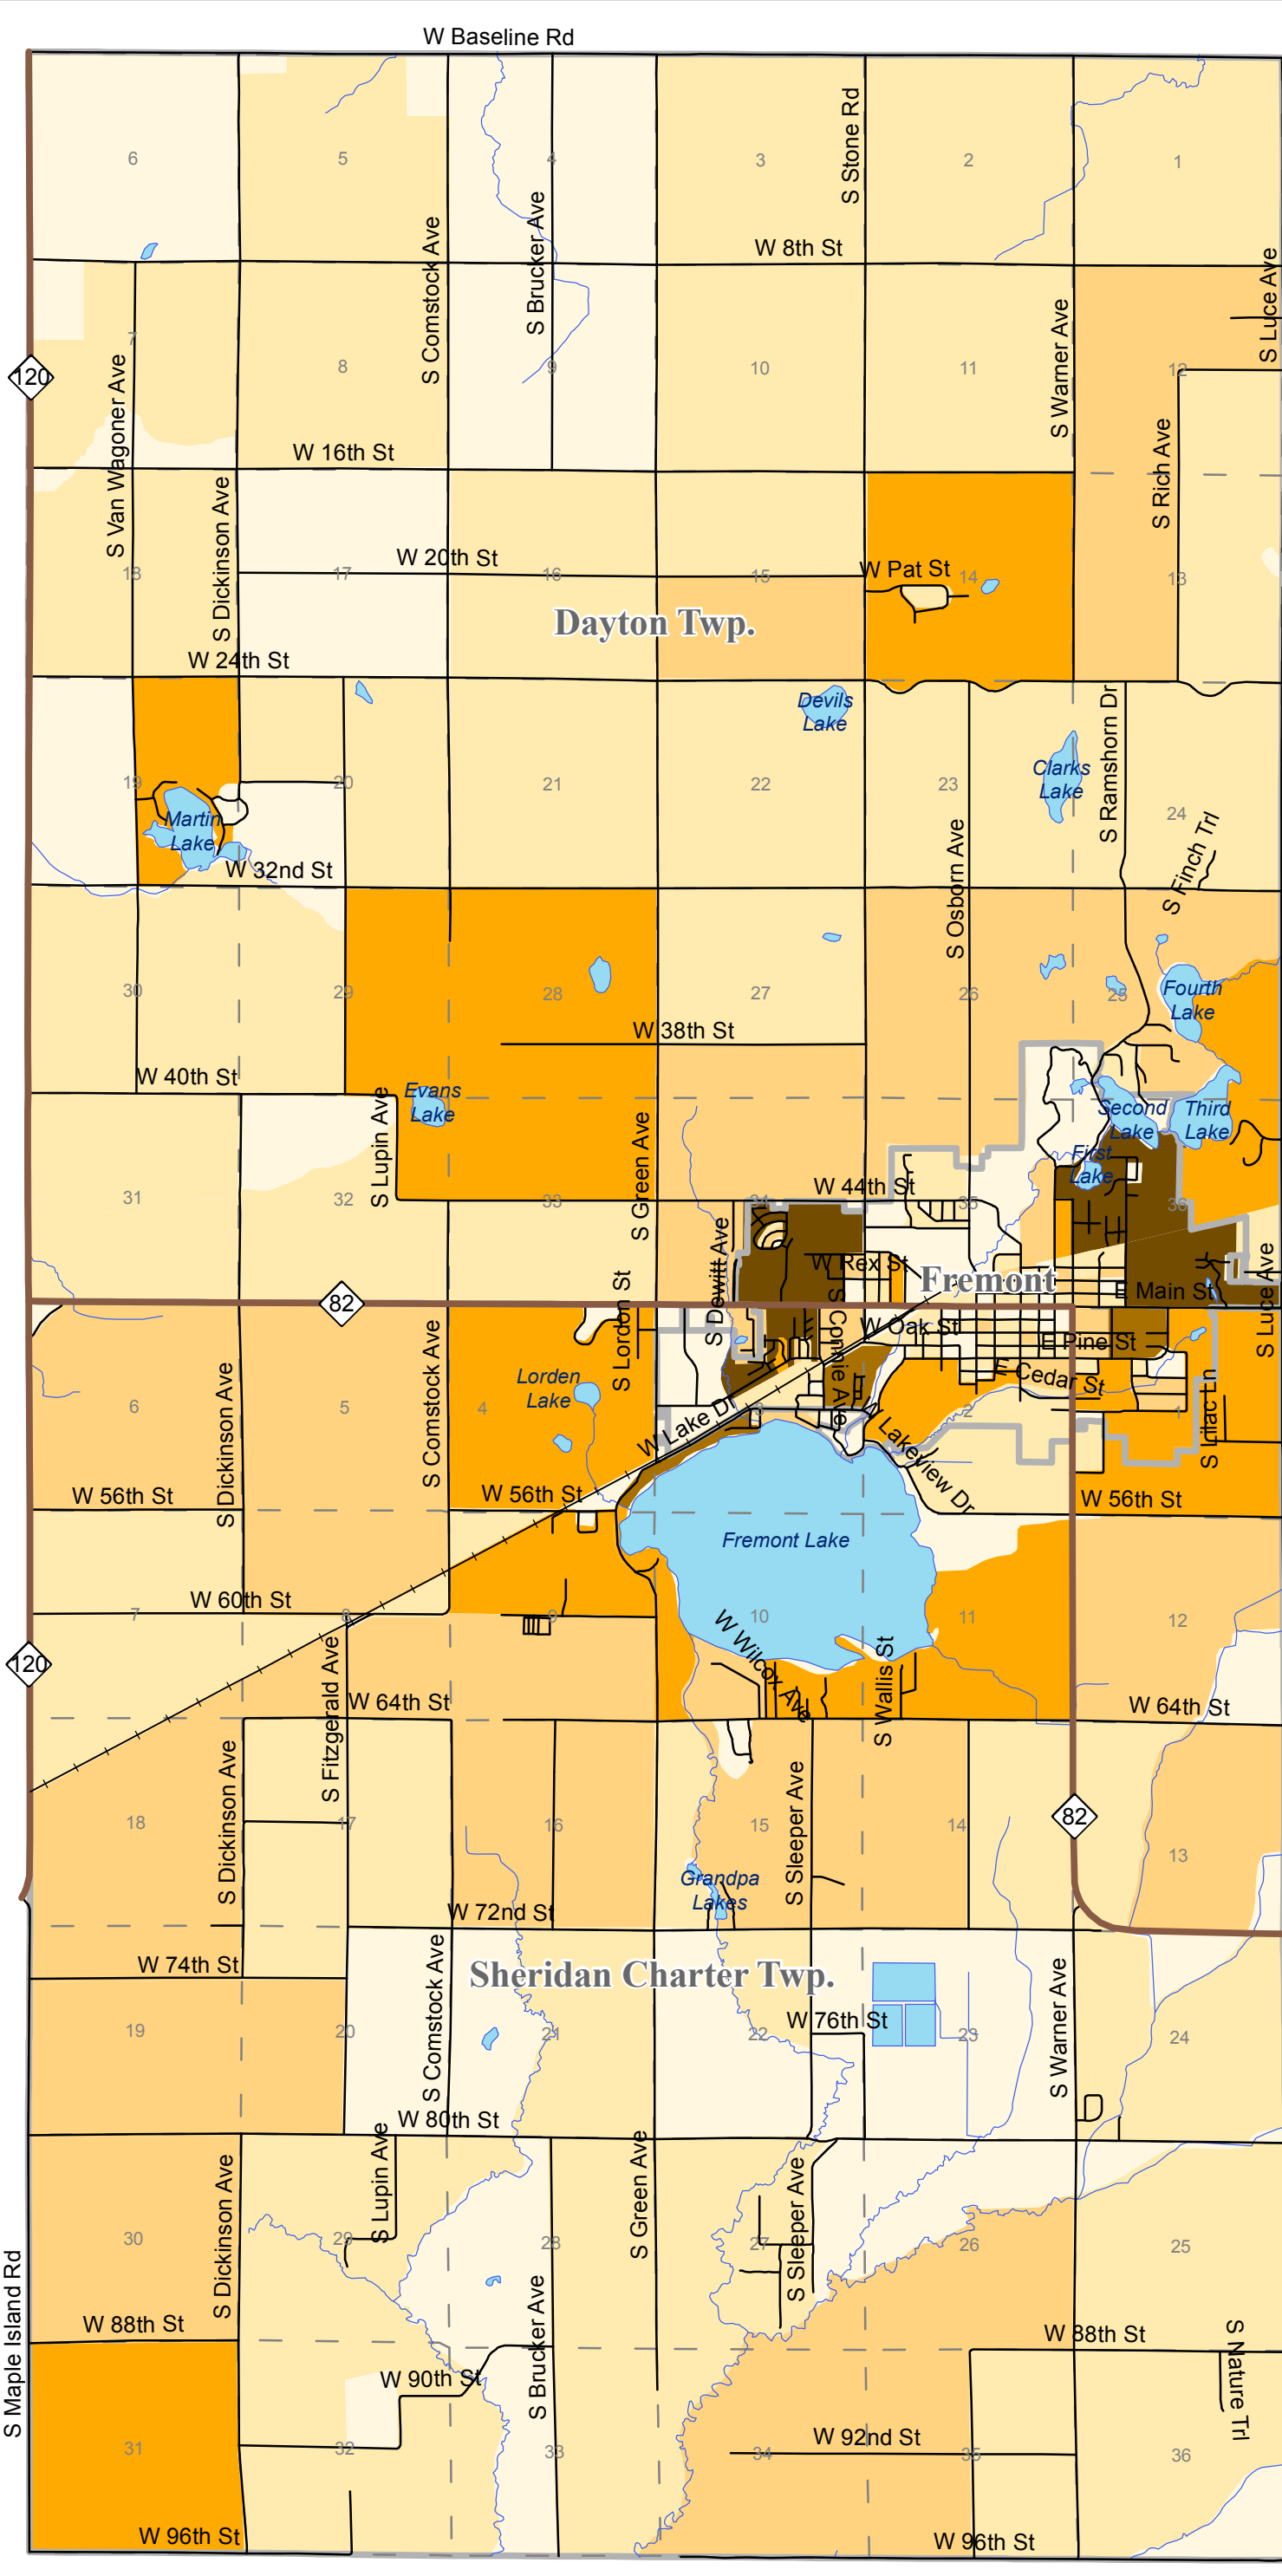 W Baseline Rd
6
5
4
3
2
1
S Stone Rd
S Comstock Ave
S Brucker Ave
W 8th St
S Luce Ave
S Warner Ave
7
8
9
10
11
12
120
S Van Wagoner Ave
W 16th St
S Rich Ave
S Dickinson Ave
W 20th St
W Pat St
18
17
16
15
14
13
Dayton Twp.
W 24th St
Devils
Lake
S Ramshorn Dr
Clarks
Lake
19
20
21
22
23
24
Martin
Lake
S Finch Trl
W 32nd St
S Osborn Ave
30
29
28
27
26
25
Fourth
Lake
W 38th St
W 40th St
Evans
Lake
S Lupin Ave
Second
Lake
Third
Lake
S Green Ave
First
Lake
W 44th St
31
32
33
34
35
36
S Dewitt Ave
W Rex St
Fremont
S Luce Ave
E Main St
82
S Lordon St
S Connie Ave
W Oak St
E Pine St
S Comstock Ave
S Dickinson Ave
Lorden
Lake
E Cedar St
S Lilac Ln
6
5
4
3
2
1
W Lake Dr
N Lakeview Dr
W 56th St
W 56th St
W 56th St
Fremont Lake
W 60th St
7
8
9
10
11
12
W Wilcox Ave
S Wallis St
120
S Fitzgerald Ave
W 64th St
W 64th St
S Dickinson Ave
S Sleeper Ave
82
18
17
16
15
14
13
Grandpa
Lakes
W 72nd St
W 74th St
S Comstock Ave
Sheridan Charter Twp.
S Warner Ave
W 76th St
19
20
21
22
23
24
W 80th St
S Lupin Ave
S Green Ave
S Dickinson Ave
S Sleeper Ave
30
29
28
27
26
25
S Maple Island Rd
W 88th St
S Brucker Ave
W 88th St
S Nature Trl
W 90th St
W 92nd St
31
32
33
34
35
36
W 96th St
W 96th St